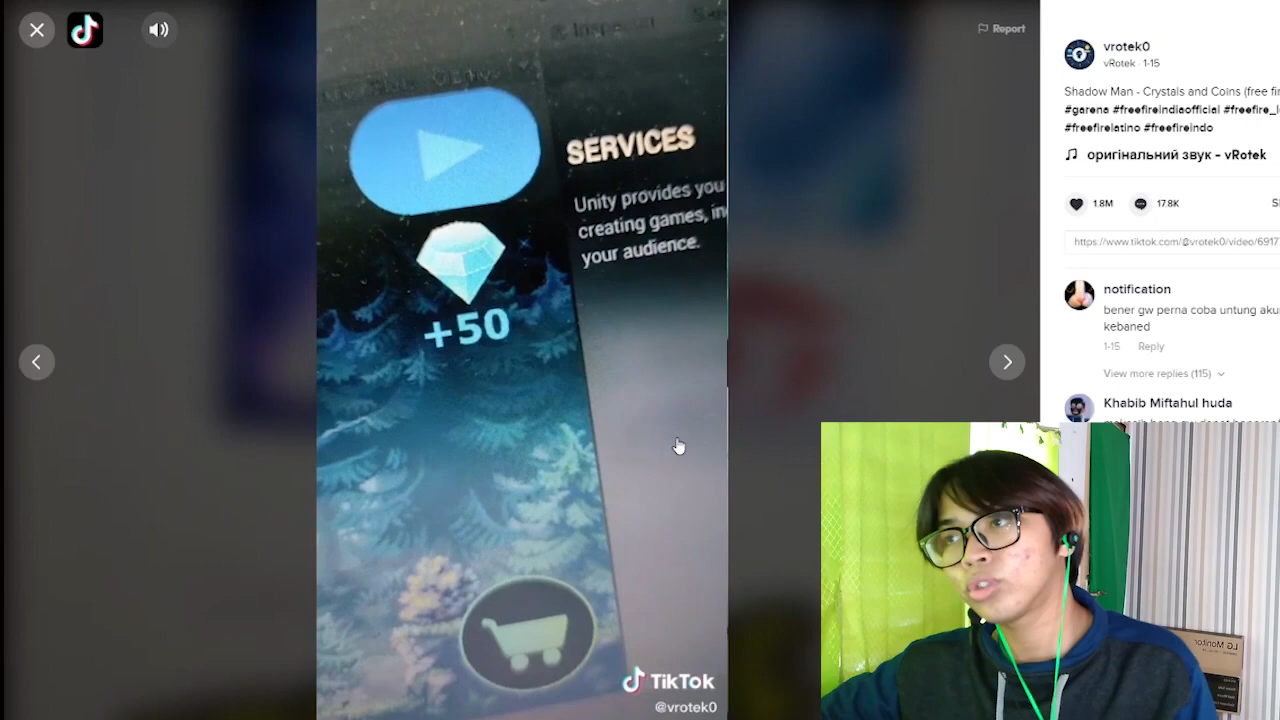 Report
vrotek0
vRotek · 1-15
Shadow Man - Crystals and Coins (free fir
#garena #freefireindiaofficial #freefire_l
#freefirelatino #freefireindo
оригінальний звук - vRotek
1.8M
17.8K
https://www.tiktok.com/@vrotek0/video/6917
notification
bener gw perna coba untung aku
kebaned
1-15 Reply
View more replies (115)
Khabib Miftahul huda
SERVICES
Unity provides you
creating games, in
your audience.
+50
TikTok
@vrotek0
LG Monitor